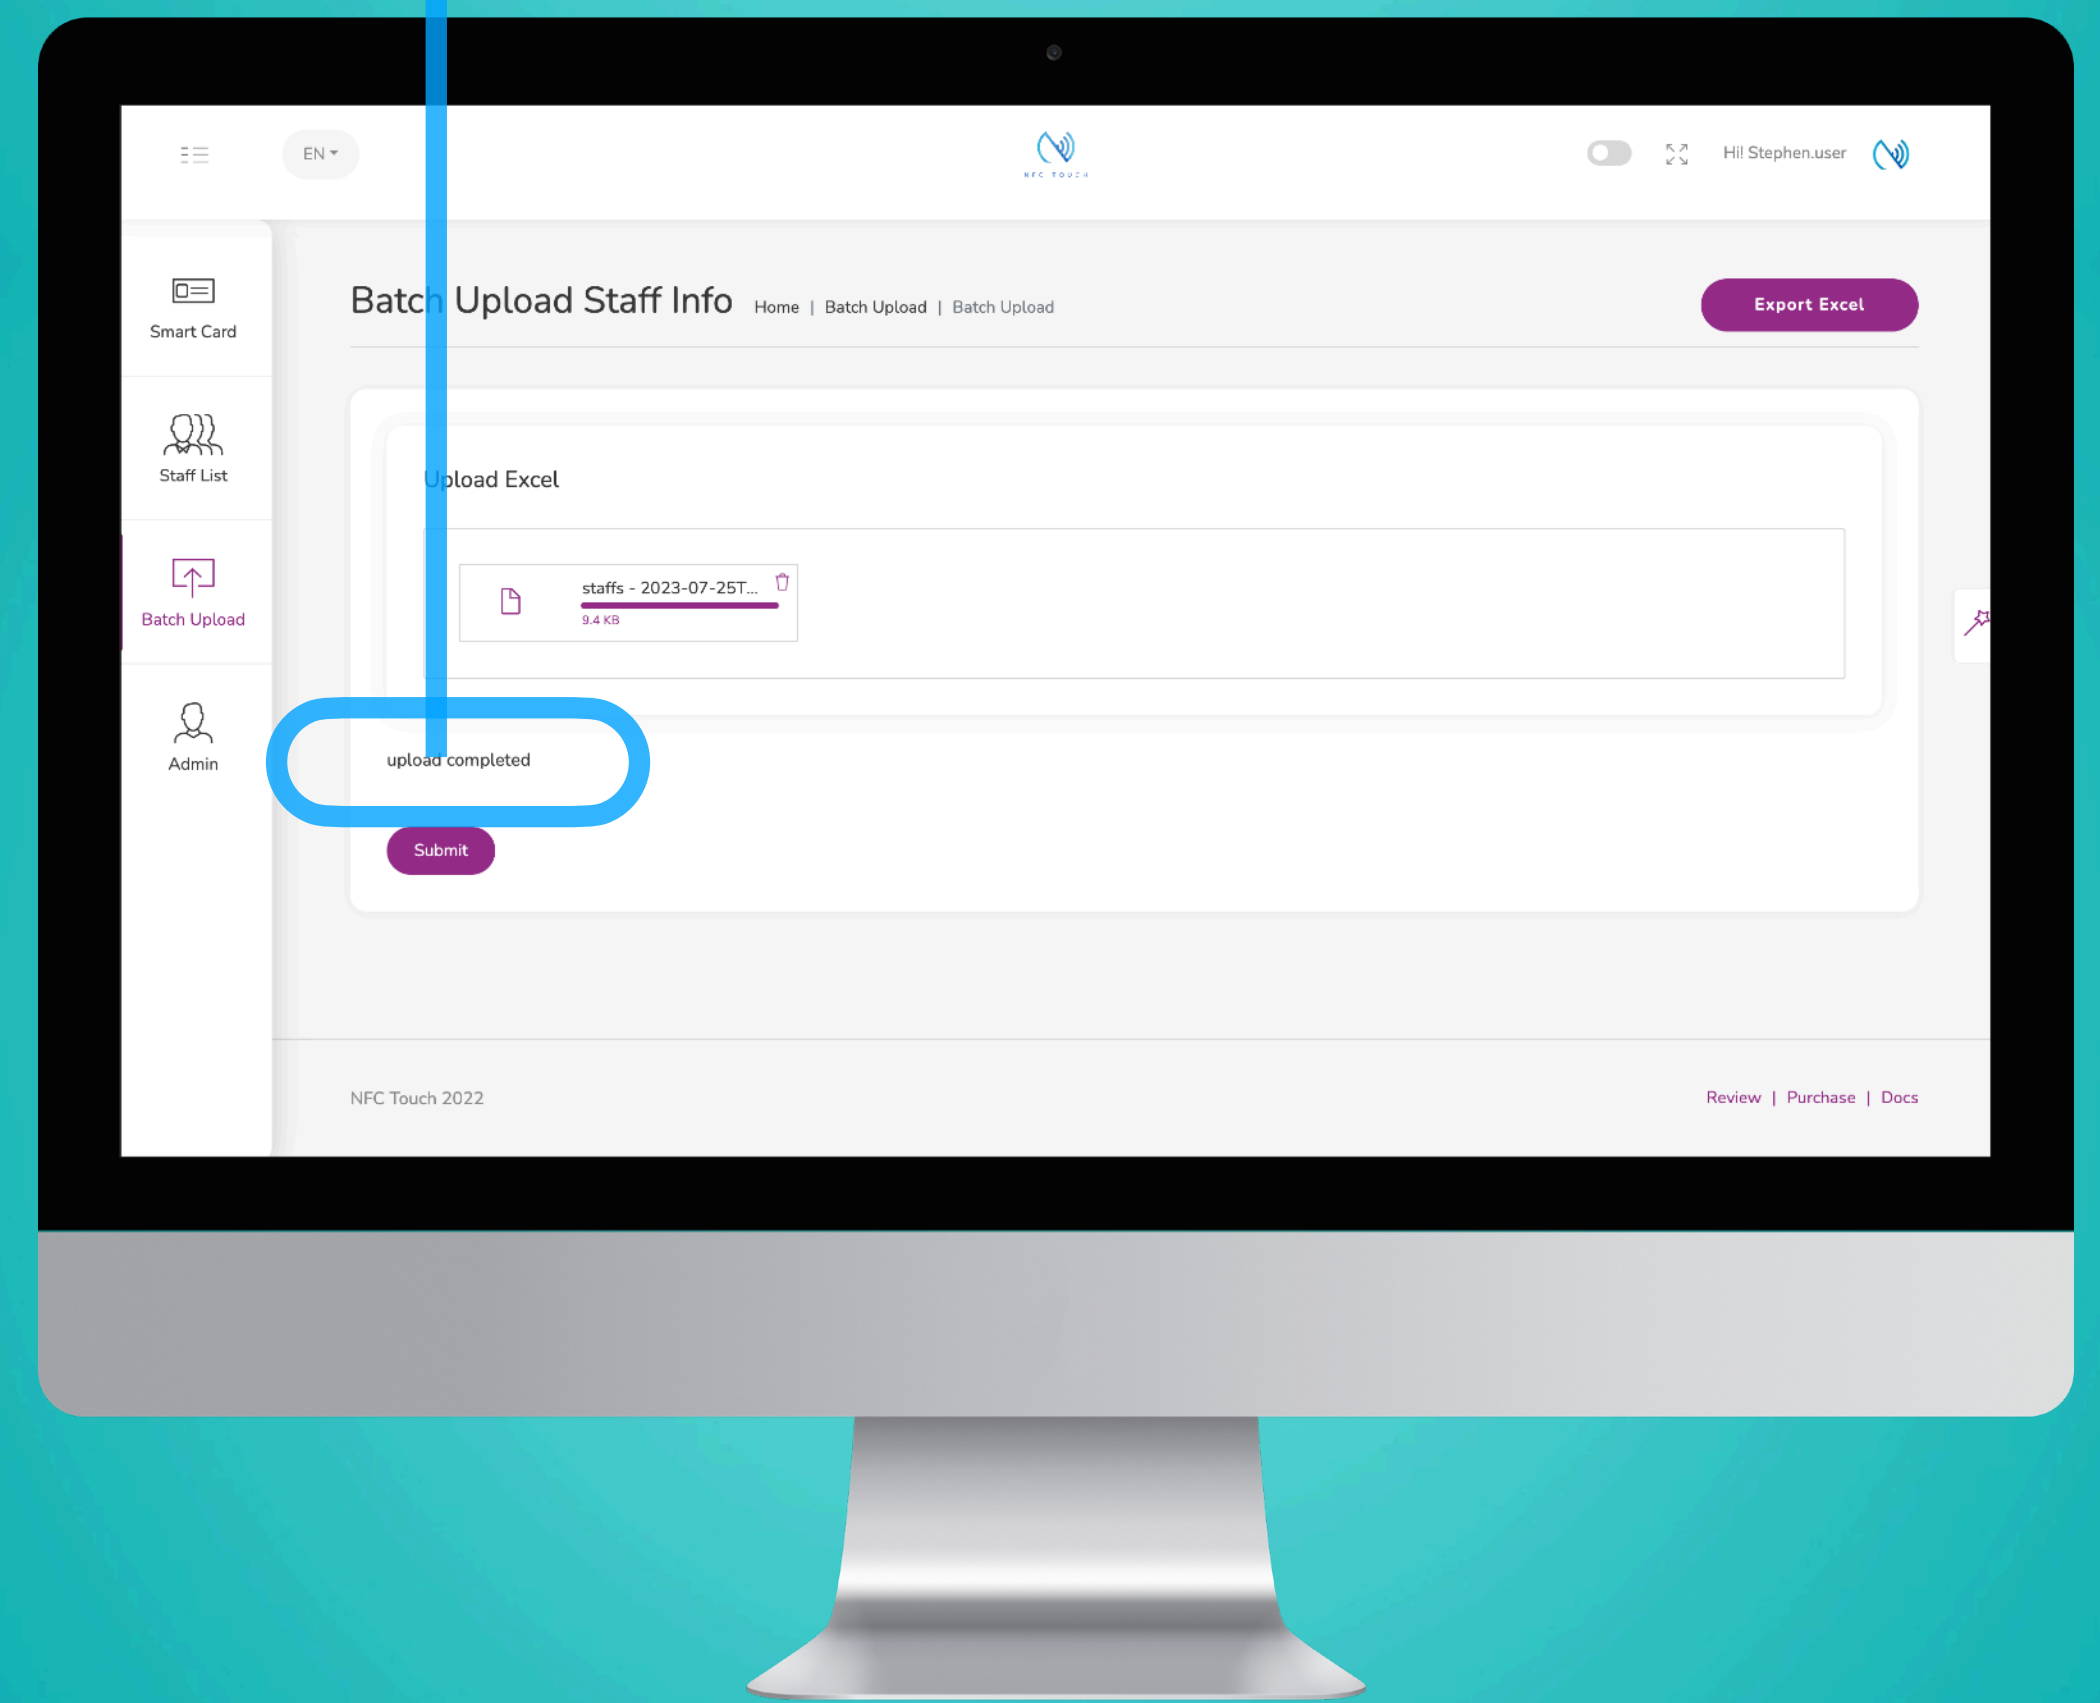 EN
NFC TOUCH
Hi! Stephen.user
Smart Card
Staff List
Batch Upload
Admin
Batch Upload Staff Info
Home | Batch Upload | Batch Upload
Export Excel
Upload Excel
staffs - 2023-07-25T...
9.4 KB
upload completed
Submit
NFC Touch 2022
Review | Purchase | Docs